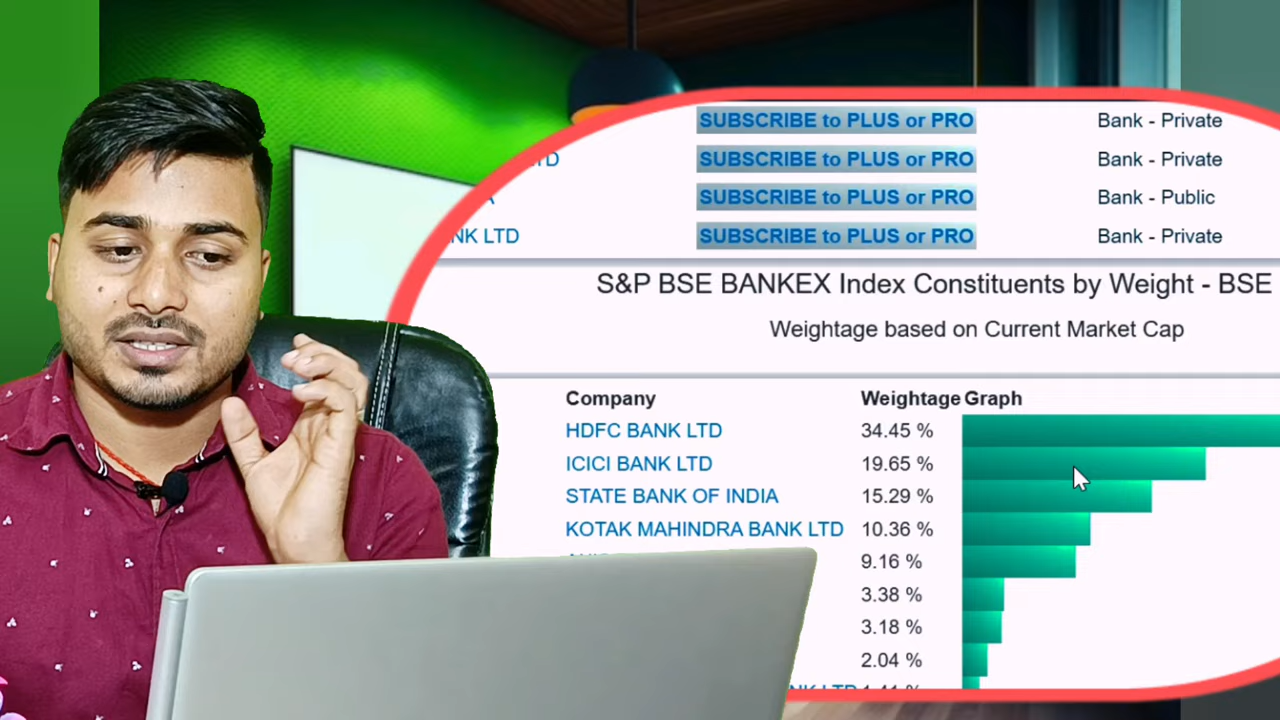 SUBSCRIBE to PLUS or PRO Bank - Private
TD SUBSCRIBE to PLUS or PRO Bank - Private
SUBSCRIBE to PLUS or PRO Bank - Public
NK LTD SUBSCRIBE to PLUS or PRO Bank - Private
S&P BSE BANKEX Index Constituents by Weight - BSE
Weightage based on Current Market Cap
Company Weightage Graph
HDFC BANK LTD 34.45 %
ICICI BANK LTD 19.65 %
STATE BANK OF INDIA 15.29 %
KOTAK MAHINDRA BANK LTD 10.36 %
9.16 %
3.38 %
3.18 %
2.04 %